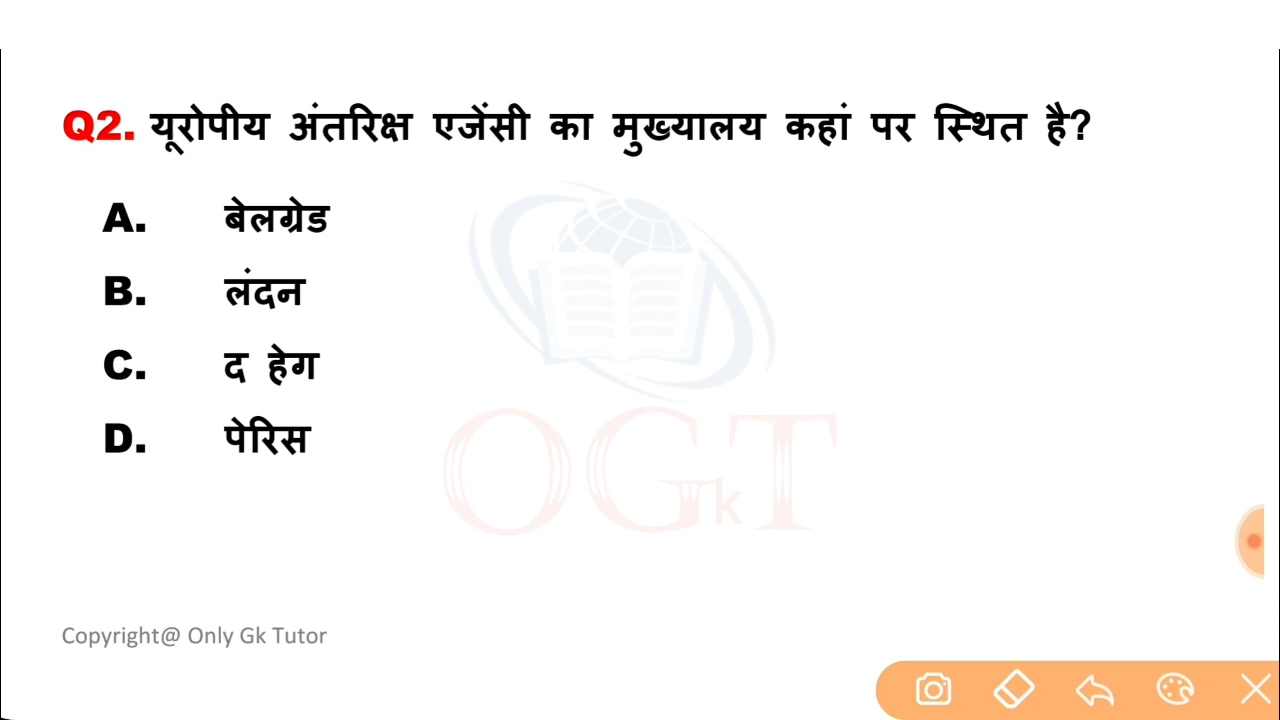 Q2. यूरोपीय अंतरिक्ष एजेंसी का मुख्यालय कहां पर स्थित है?
A. बेलग्रेड
B. लंदन
C. द हेग
D. पेरिस
OGkT
Copyright@ Only Gk Tutor